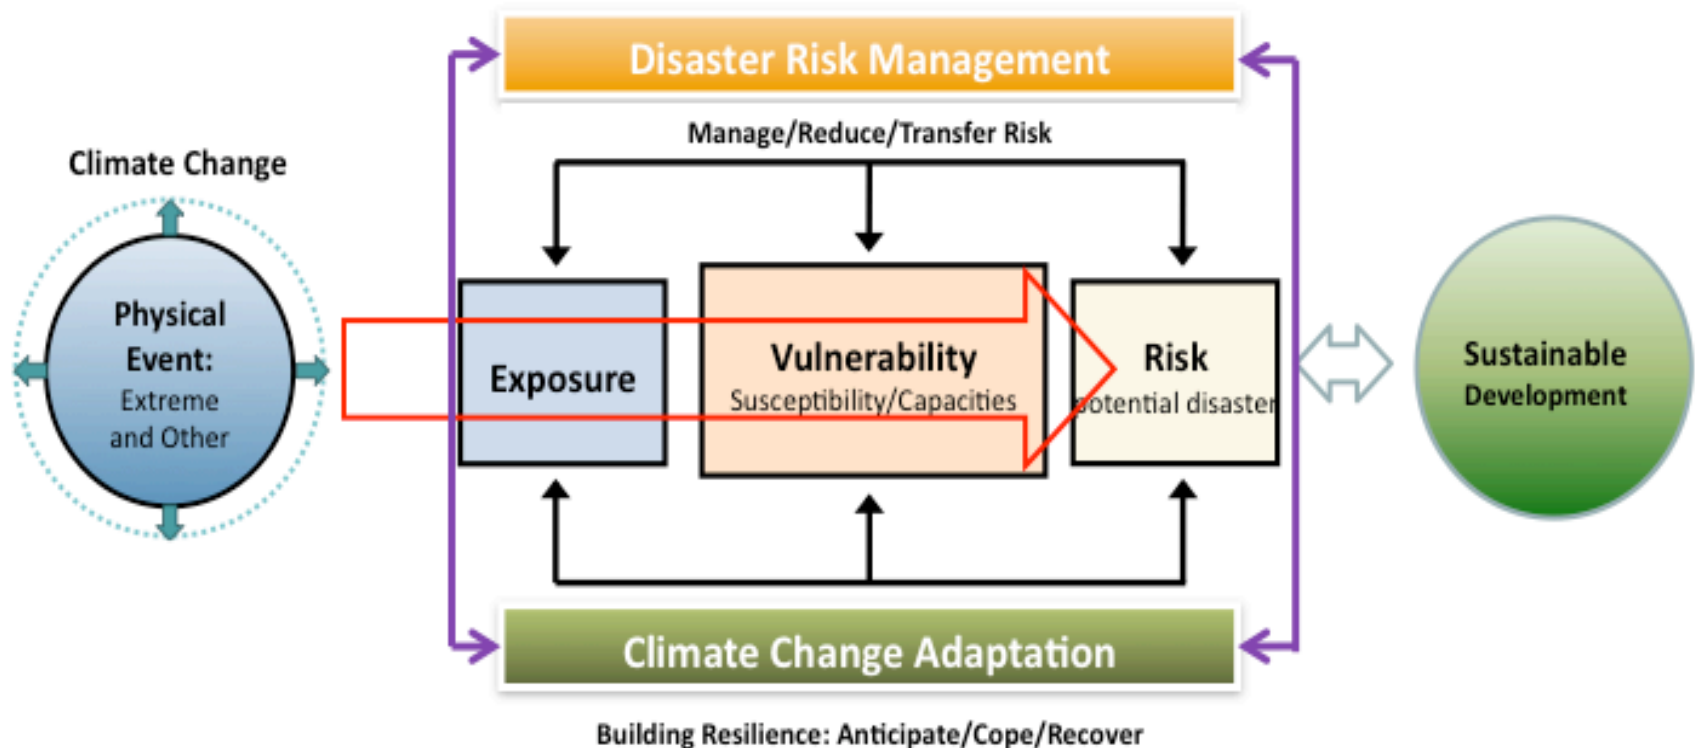 Disaster Risk Management
Manage/Reduce/Transfer Risk
Climate Change
Physical
Event:
Extreme
and Other
Exposure
Vulnerability
Susceptibility/Capacities
Risk
potential disaster
Sustainable
Development
Climate Change Adaptation
Building Resilience: Anticipate/Cope/Recover